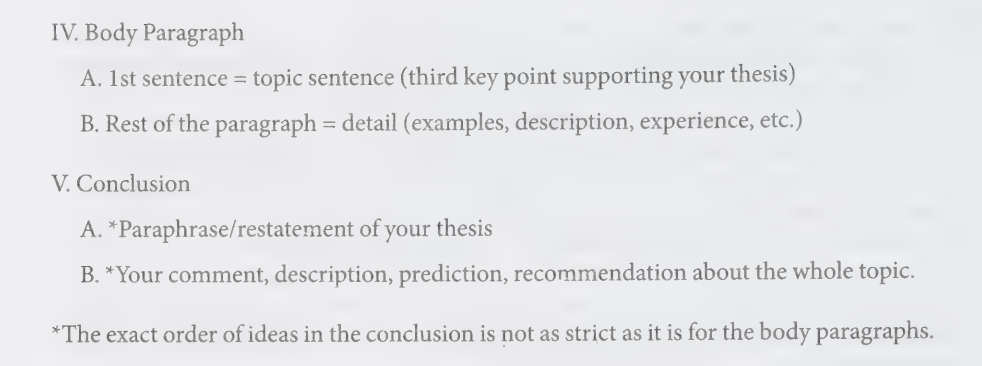 IV. Body Paragraph
A. 1st sentence = topic sentence (third key point supporting your thesis)
B. Rest of the paragraph = detail (examples, description, experience, etc.)
V. Conclusion
A. *Paraphrase/restatement of your thesis
B. *Your comment, description, prediction, recommendation about the whole topic.
*The exact order of ideas in the conclusion is not as strict as it is for the body paragraphs.